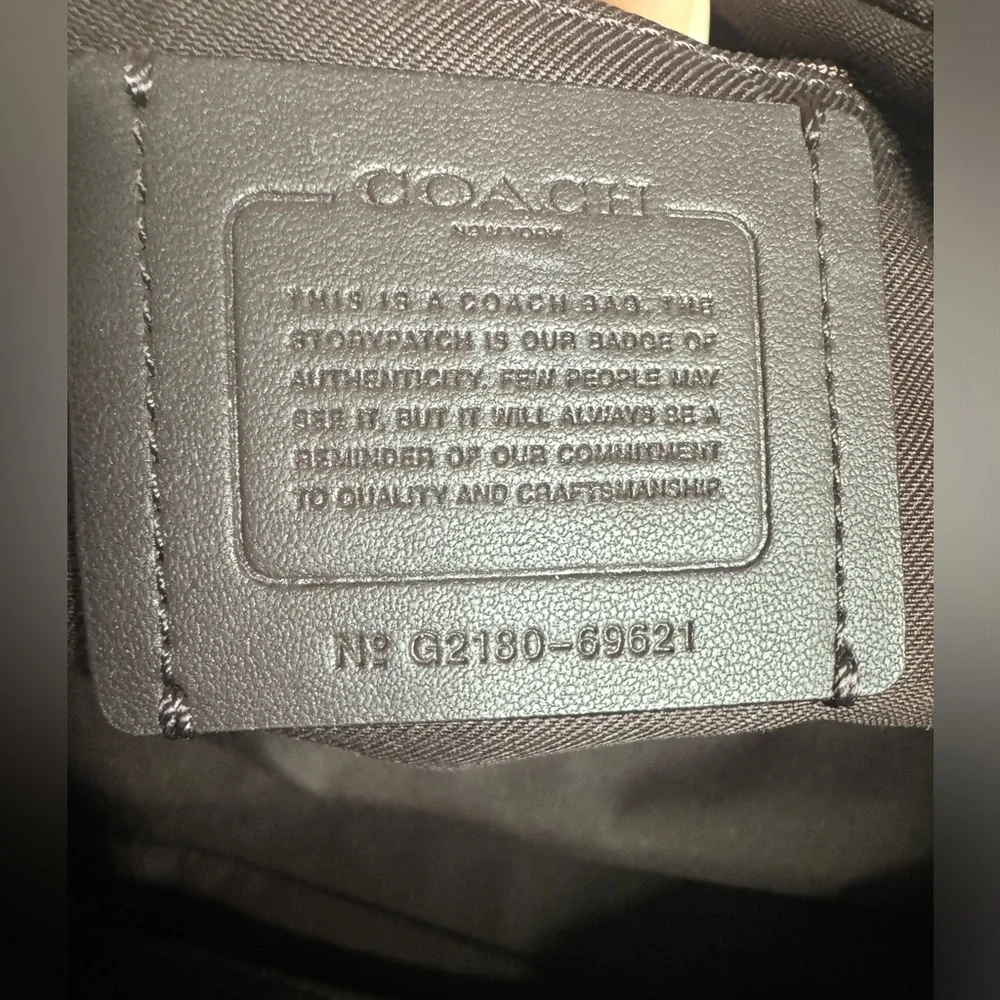 COACH
NEW YORK
THIS IS A COACH BAG. THE
STORYPATCH IS OUR BADGE OF
AUTHENTICITY. FEW PEOPLE MAY
SEE IT, BUT IT WILL ALWAYS BE A
REMINDER OF OUR COMMITMENT
TO QUALITY AND CRAFTSMANSHIP.
Nº G2180-69621